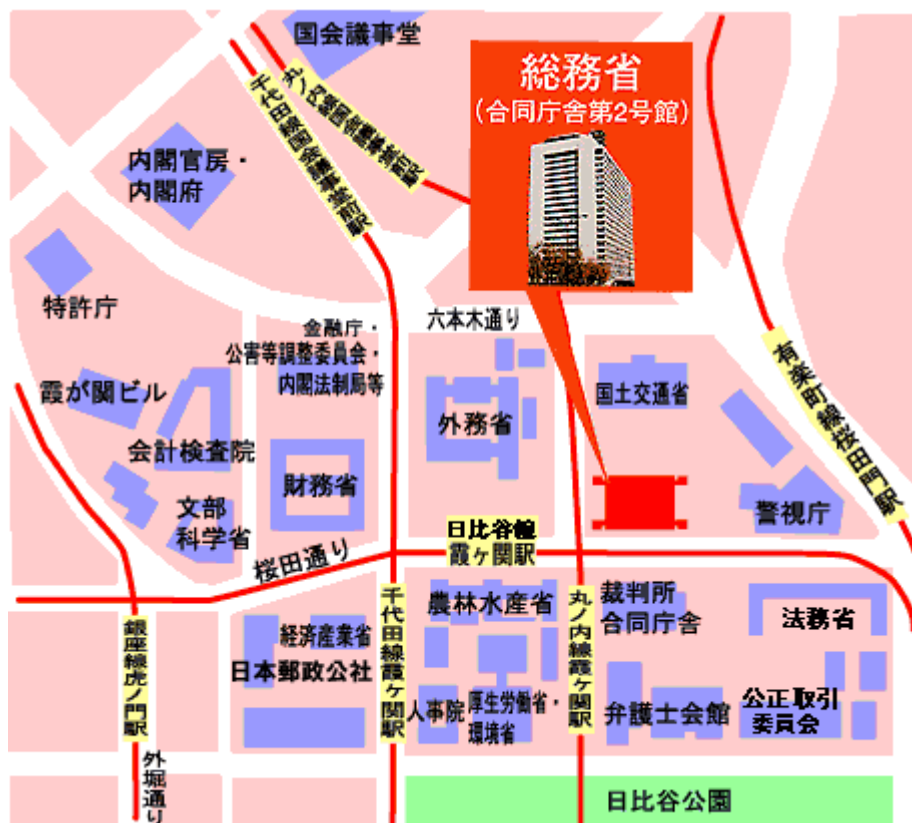 国会議事堂
総務省
(合同庁舎第2号館)
丸ノ内線国会議事堂前駅
千代田線国会議事堂前駅
内閣官房・
内閣府
特許庁
六本木通り
金融庁・
公害等調整委員会・
内閣法制局等
有楽町線桜田門駅
霞が関ビル
国土交通省
外務省
会計検査院
財務省
文部
科学省
警視庁
桜田通り
日比谷線
霞ヶ関駅
千代田線霞ヶ関駅
農林水産省
丸ノ内線霞ヶ関駅
裁判所
合同庁舎
法務省
銀座線虎ノ門駅
経済産業省
日本郵政公社
人事院
厚生労働省・
環境省
弁護士会館
公正取引
委員会
外堀通り
日比谷公園